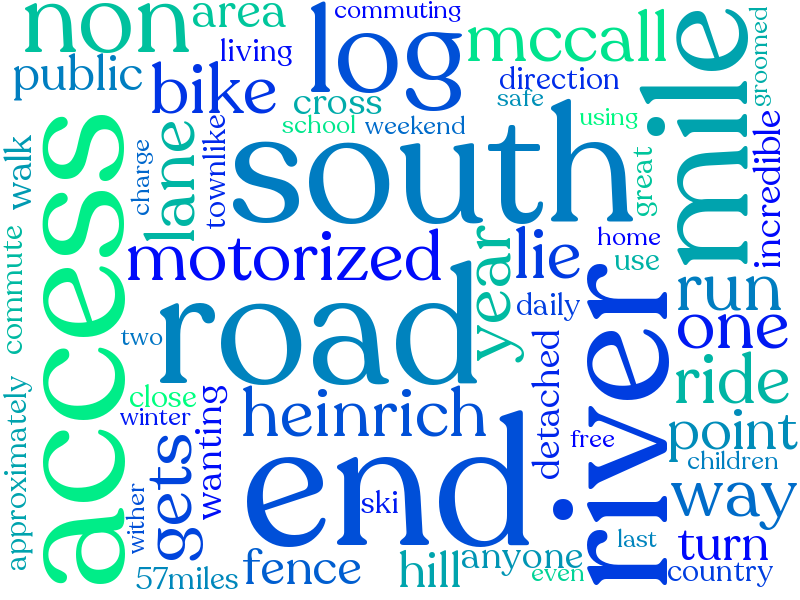 non
area
log
commuting
mccall
mile
groomed
public
living
bike
cross
direction
safe
school
weekend
using
access
walk
lane
charge
townlike
south
great
incredible
motorized
year
lie
home
use
commute
road
daily
river
run
one
two
close
winter
heinrich
detached
ride
approximately
wanting
gets
wither
end
ski
free
point
children
way
57miles
fence
hill
anyone
even
last
turn
country